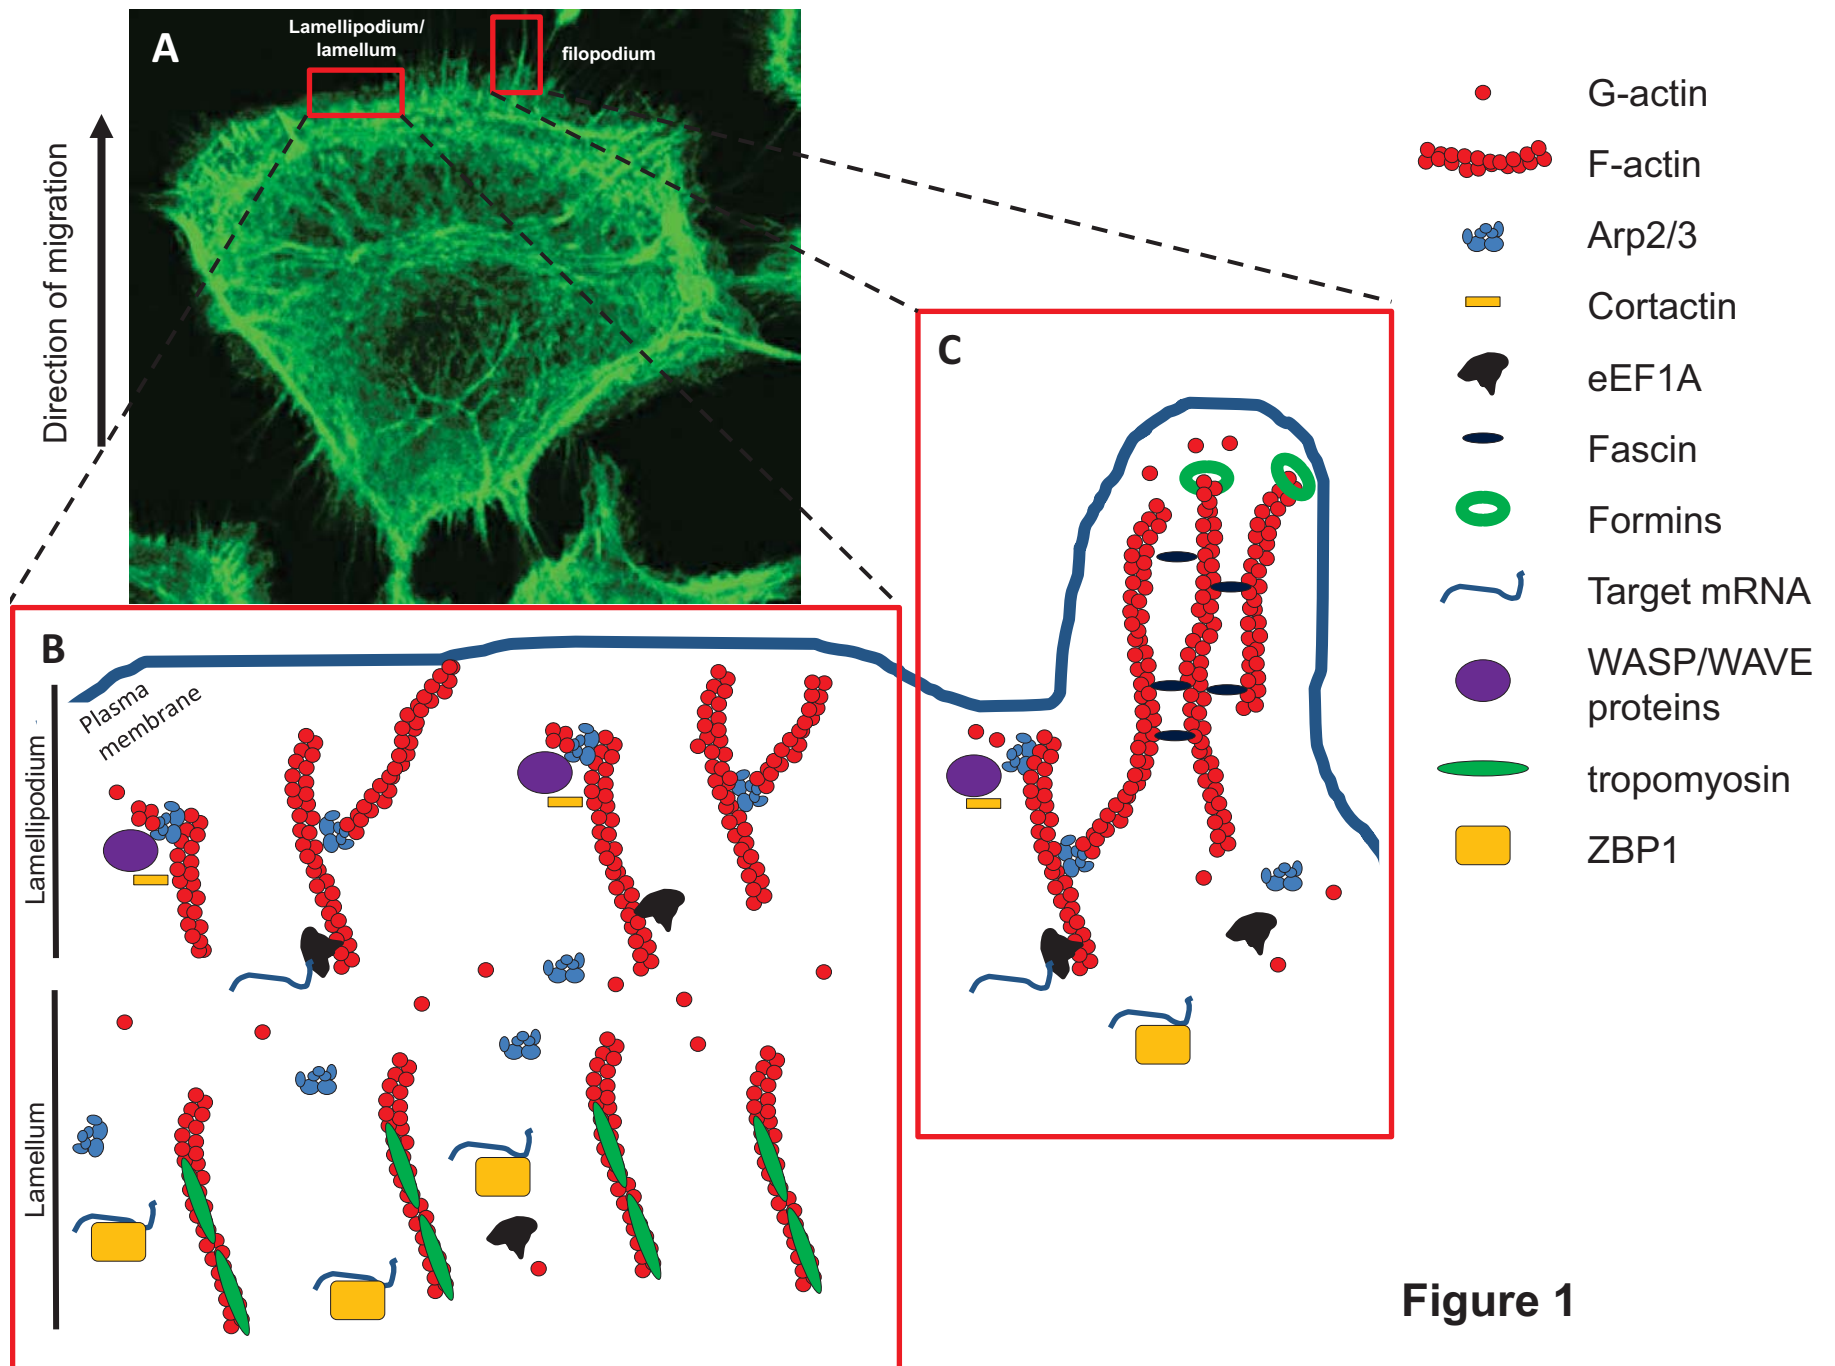 A
Lamellipodium/
lamellum
filopodium
Direction of migration
G-actin
F-actin
Arp2/3
Cortactin
eEF1A
Fascin
Formins
Target mRNA
WASP/WAVE
proteins
tropomyosin
ZBP1
B
Plasma
membrane
Lamellipodium
Lamellum
C
Figure 1